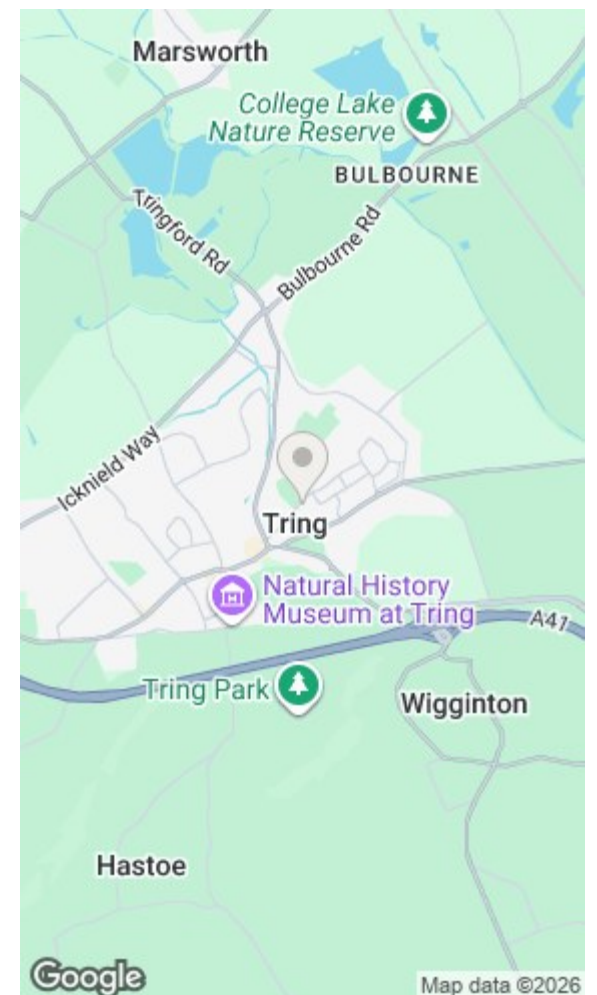 Marsworth
College Lake
Nature Reserve
BULBOURNE
Tringford Rd
Bulbourne Rd
Icknield Way
Tring
Natural History
Museum at Tring
A41
Tring Park
Wigginton
Hastoe
Google
Map data ©2026